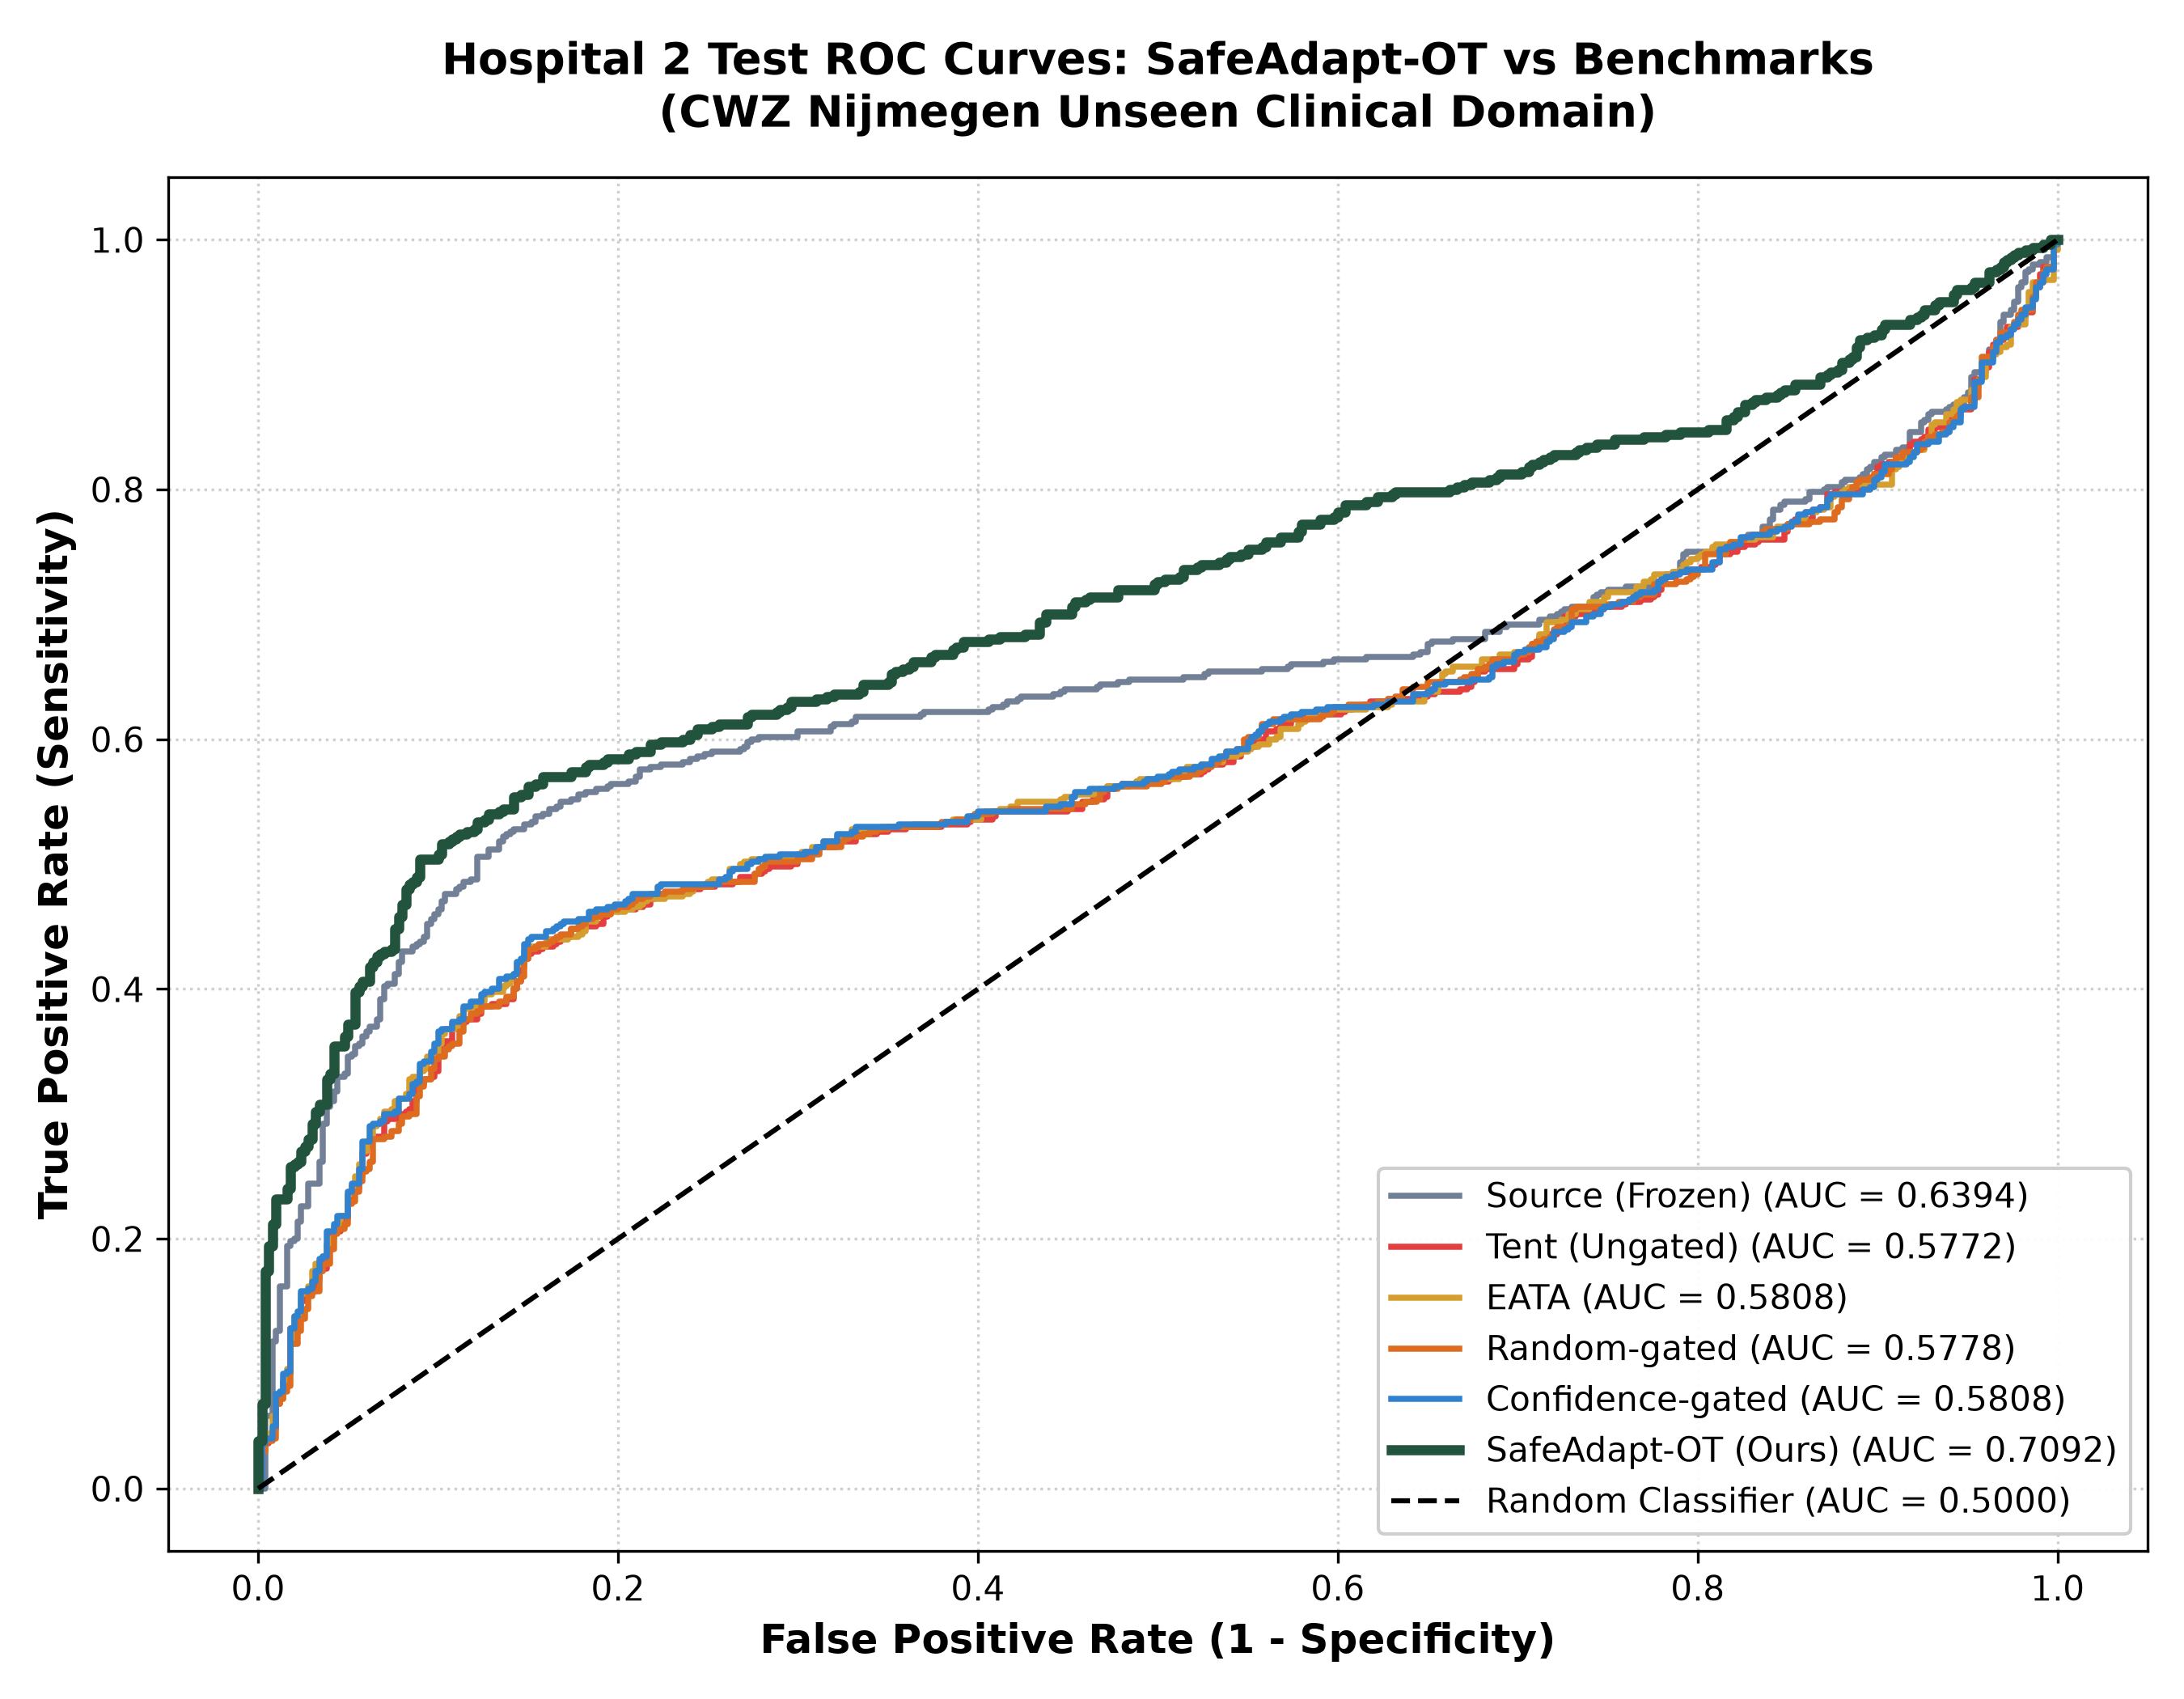 Hospital 2 Test ROC Curves: SafeAdapt-OT vs Benchmarks
(CWZ Nijmegen Unseen Clinical Domain)
True Positive Rate (Sensitivity)
1.0
0.8
0.6
0.4
0.2
0.0
Source (Frozen) (AUC = 0.6394)
Tent (Ungated) (AUC = 0.5772)
EATA (AUC = 0.5808)
Random-gated (AUC = 0.5778)
Confidence-gated (AUC = 0.5808)
SafeAdapt-OT (Ours) (AUC = 0.7092)
Random Classifier (AUC = 0.5000)
0.0 0.2 0.4 0.6 0.8 1.0
False Positive Rate (1 - Specificity)